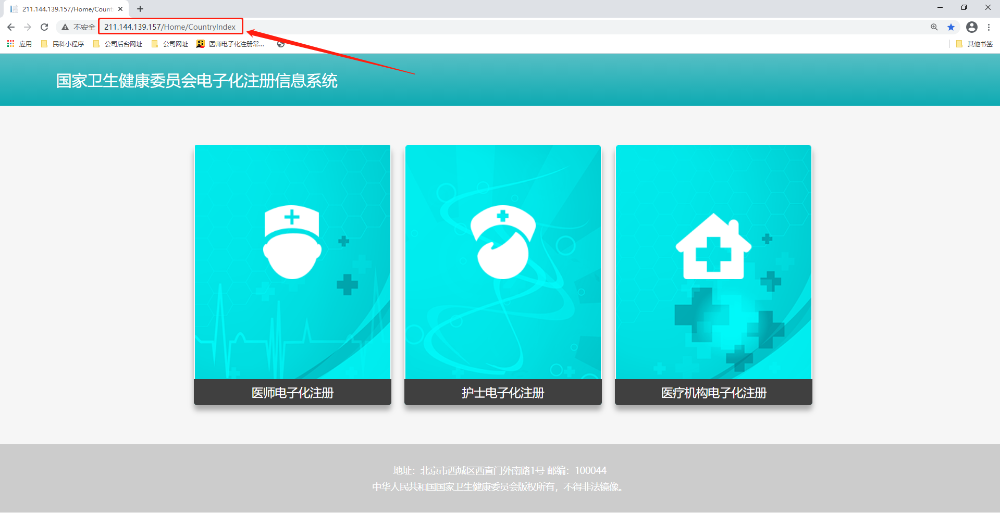 211.144.139.157/Home/Count
不安全 211.144.139.157/Home/CountryIndex
应用 民科小程序 公司后台网址 公司网址 医师电子化注册常... 其他书签
国家卫生健康委员会电子化注册信息系统
医师电子化注册 护士电子化注册 医疗机构电子化注册
地址：北京市西城区西直门外南路1号 邮编：100044
中华人民共和国国家卫生健康委员会版权所有，不得非法镜像。